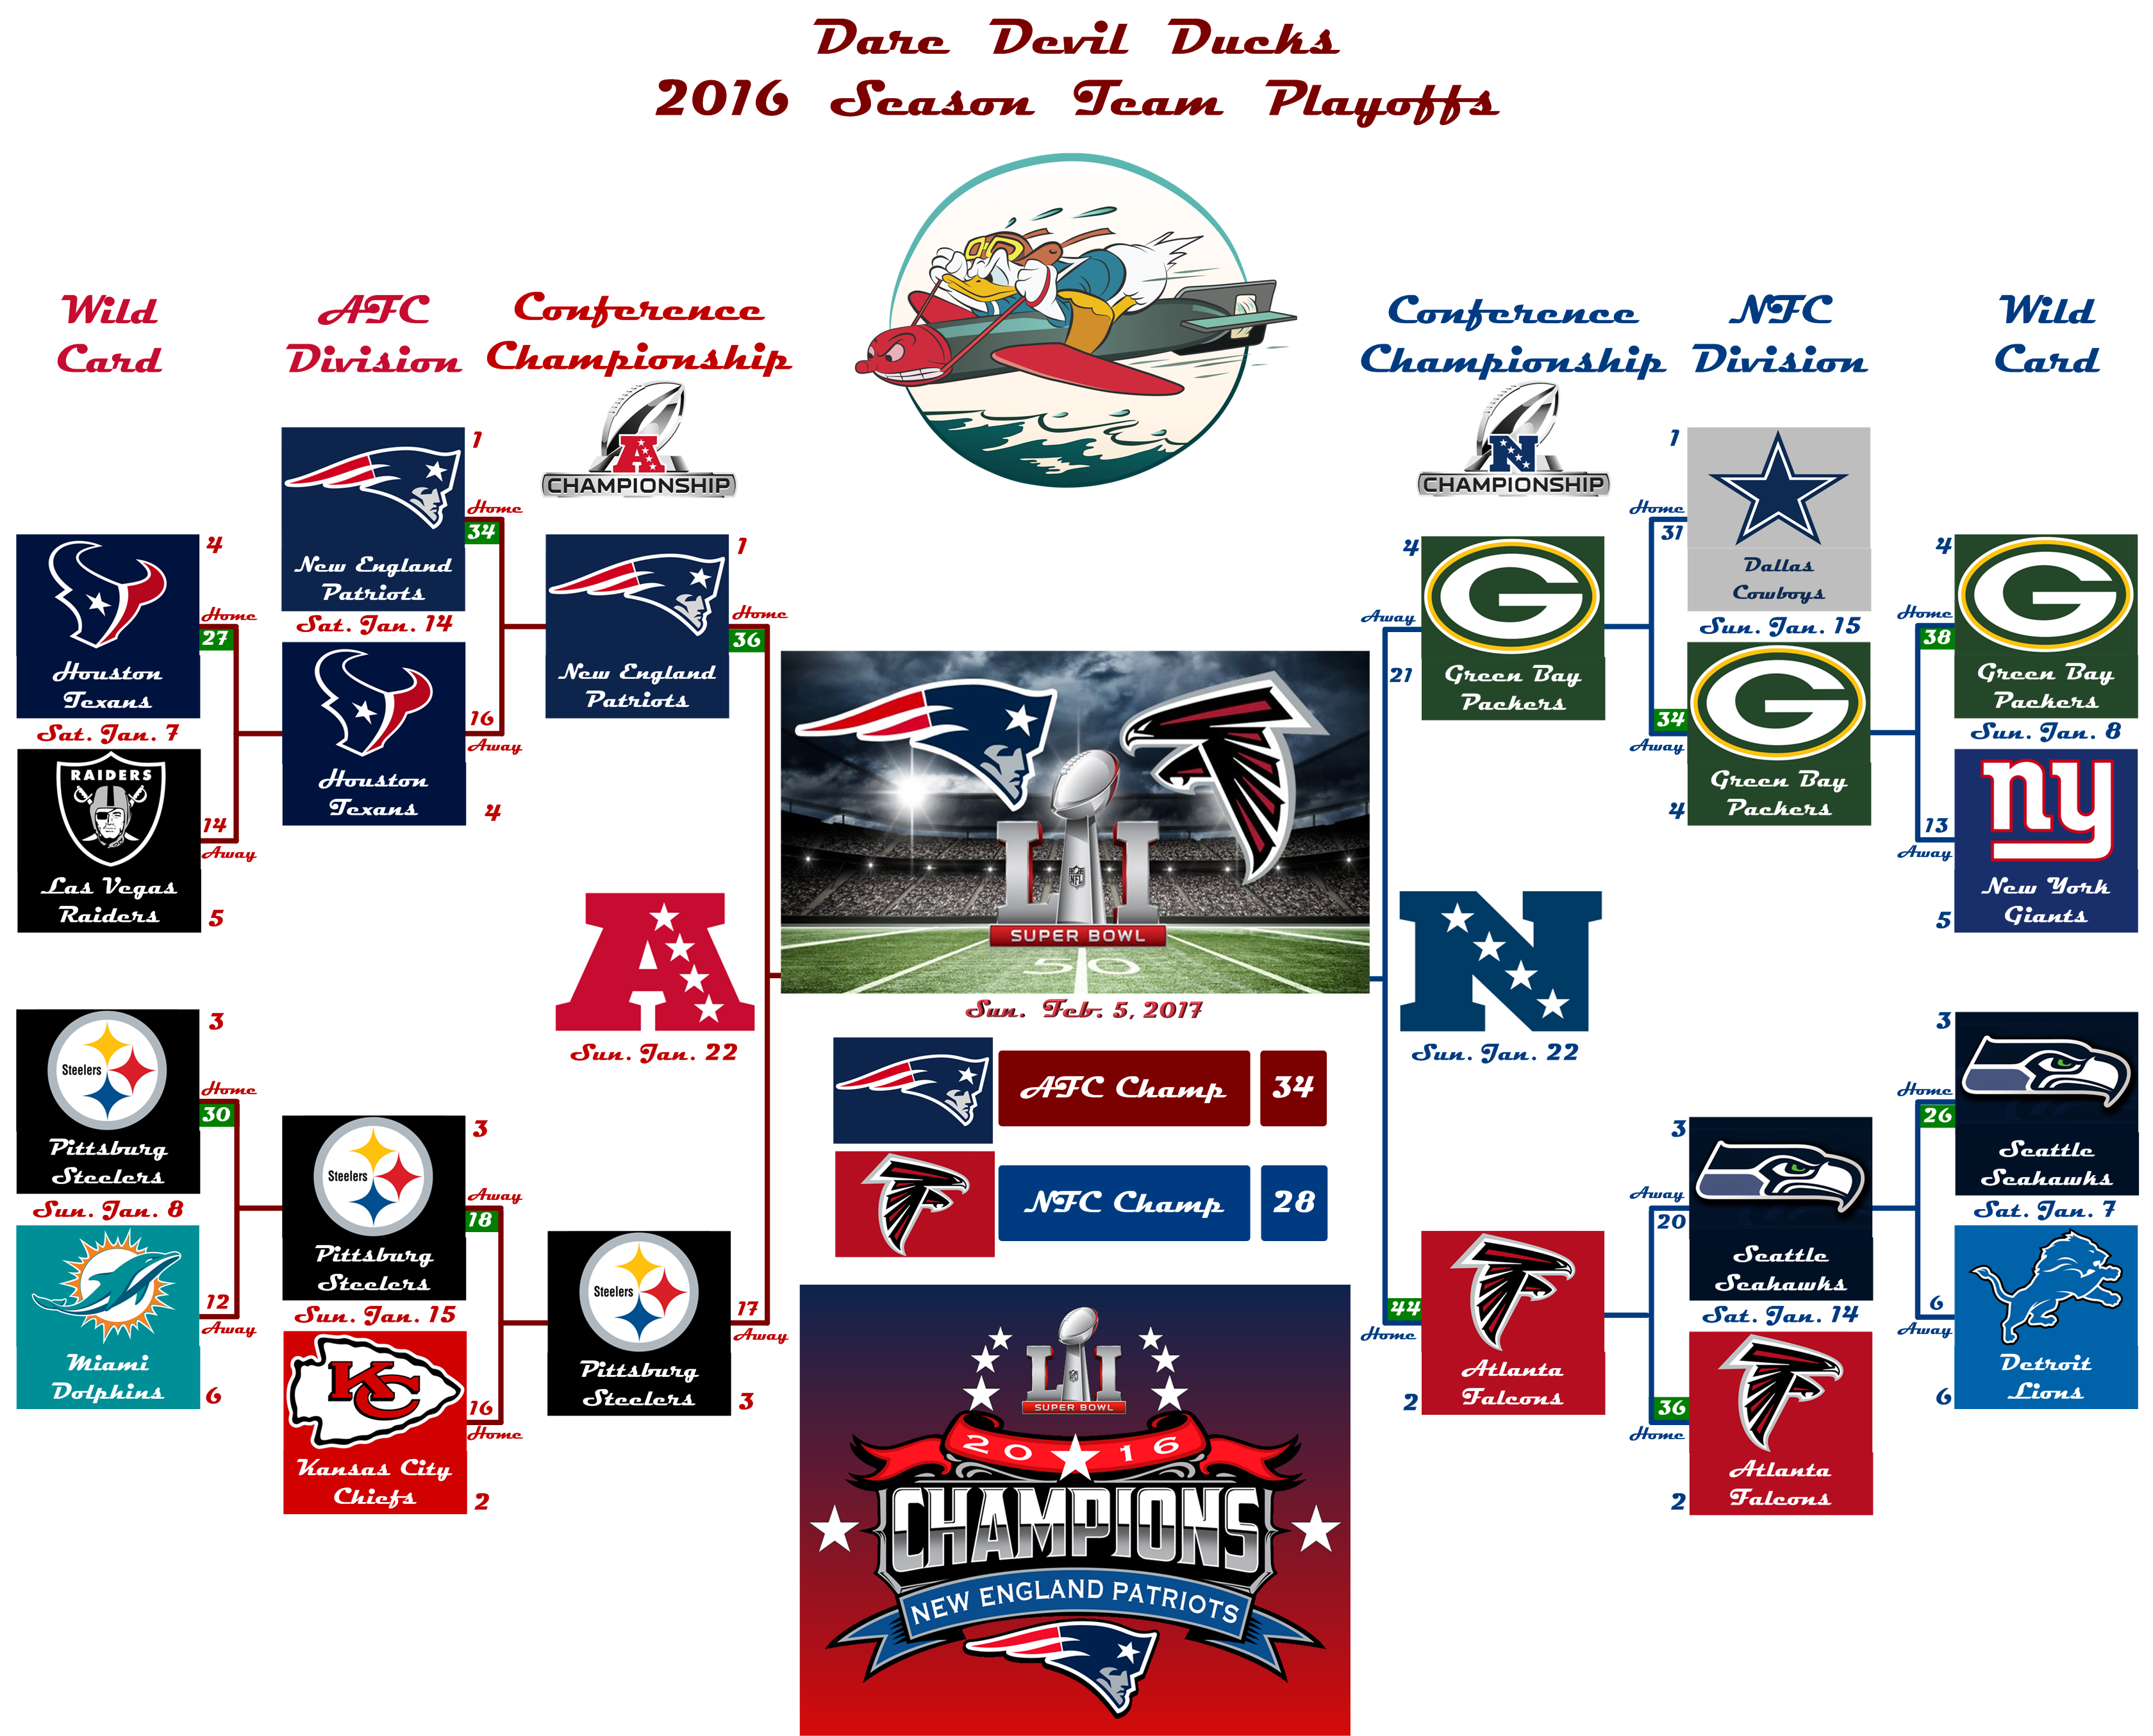 Dare Devil Ducks
2016 Season Team Playoffs
Wild
Card
AFC
Division
Conference
Championship
Conference
Championship
NFC
Division
Wild
Card
CHAMPIONSHIP
CHAMPIONSHIP
4
Home
27
Houston
Texans
Sat. Jan. 7
RAIDERS
14
Away
Las Vegas
Raiders
5
3
Steelers
Home
30
Pittsburg
Steelers
Sun. Jan. 8
12
Away
Miami
Dolphins
6
1
Home
34
New England
Patriots
Sat. Jan. 14
16
Away
Houston
Texans
4
3
Steelers
Away
18
Pittsburg
Steelers
Sun. Jan. 15
KC
16
Home
Kansas City
Chiefs
2
1
Home
36
New England
Patriots
A
Sun. Jan. 22
Steelers
17
Away
Pittsburg
Steelers
3
LI
NFL
SUPER BOWL
50
Sun. Feb. 5, 2017
AFC Champ 34
NFC Champ 28
LI
SUPER BOWL
2016
CHAMPIONS
NEW ENGLAND PATRIOTS
4
G
Away
21
Green Bay
Packers
N
Sun. Jan. 22
44
Home
Atlanta
Falcons
2
1
Home
31
Dallas
Cowboys
Sun. Jan. 15
G
34
Away
Green Bay
Packers
4
3
Away
20
Seattle
Seahawks
Sat. Jan. 14
36
Home
Atlanta
Falcons
2
4
G
Home
38
Green Bay
Packers
Sun. Jan. 8
ny
13
Away
New York
Giants
5
3
Home
26
Seattle
Seahawks
Sat. Jan. 7
6
Away
Detroit
Lions
6